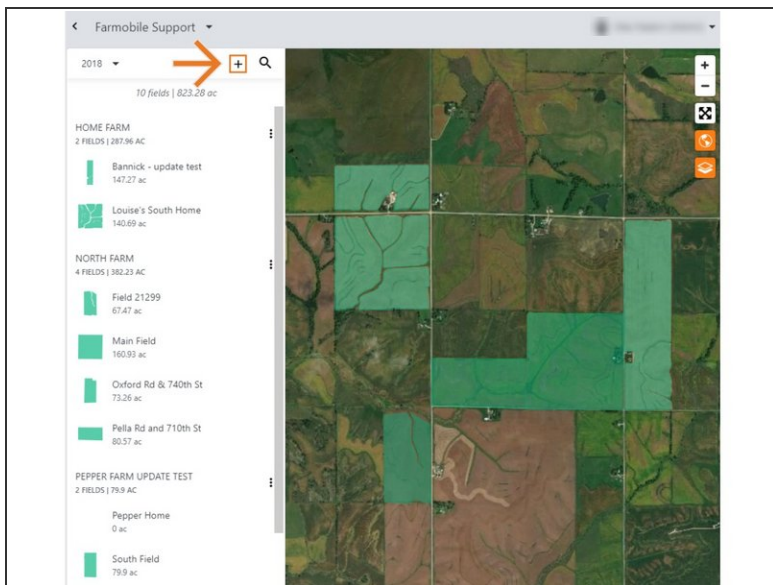 Farmobile Support
2018
10 fields | 823.28 ac
HOME FARM
2 FIELDS | 287.96 AC
Bannick - update test
147.27 ac
Louise's South Home
140.69 ac
NORTH FARM
4 FIELDS | 382.23 AC
Field 21299
67.47 ac
Main Field
160.93 ac
Oxford Rd & 740th St
73.26 ac
Pella Rd and 710th St
80.57 ac
PEPPER FARM UPDATE TEST
2 FIELDS | 79.9 AC
Pepper Home
0 ac
South Field
79.9 ac